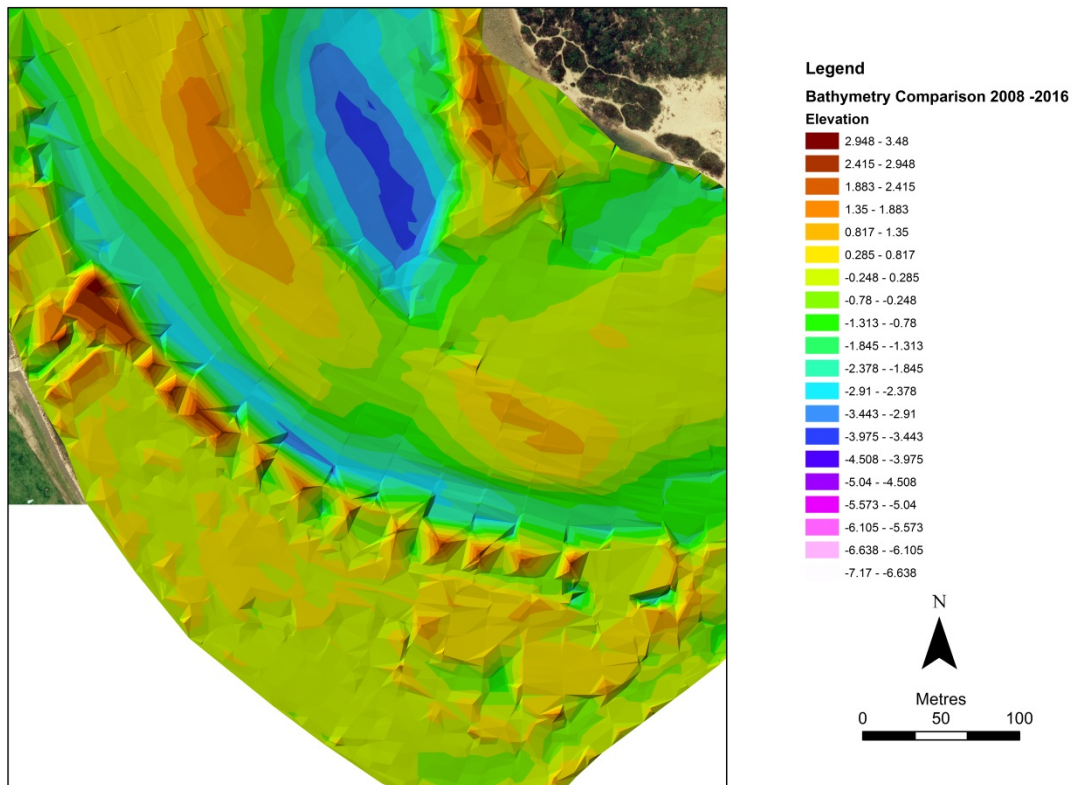 Legend
Bathymetry Comparison 2008 -2016
Elevation
2.948 - 3.48
2.415 - 2.948
1.883 - 2.415
1.35 - 1.883
0.817 - 1.35
0.285 - 0.817
-0.248 - 0.285
-0.78 - -0.248
-1.313 - -0.78
-1.845 - -1.313
-2.378 - -1.845
-2.91 - -2.378
-3.443 - -2.91
-3.975 - -3.443
-4.508 - -3.975
-5.04 - -4.508
-5.573 - -5.04
-6.105 - -5.573
-6.638 - -6.105
-7.17 - -6.638
N
Metres
0 50 100